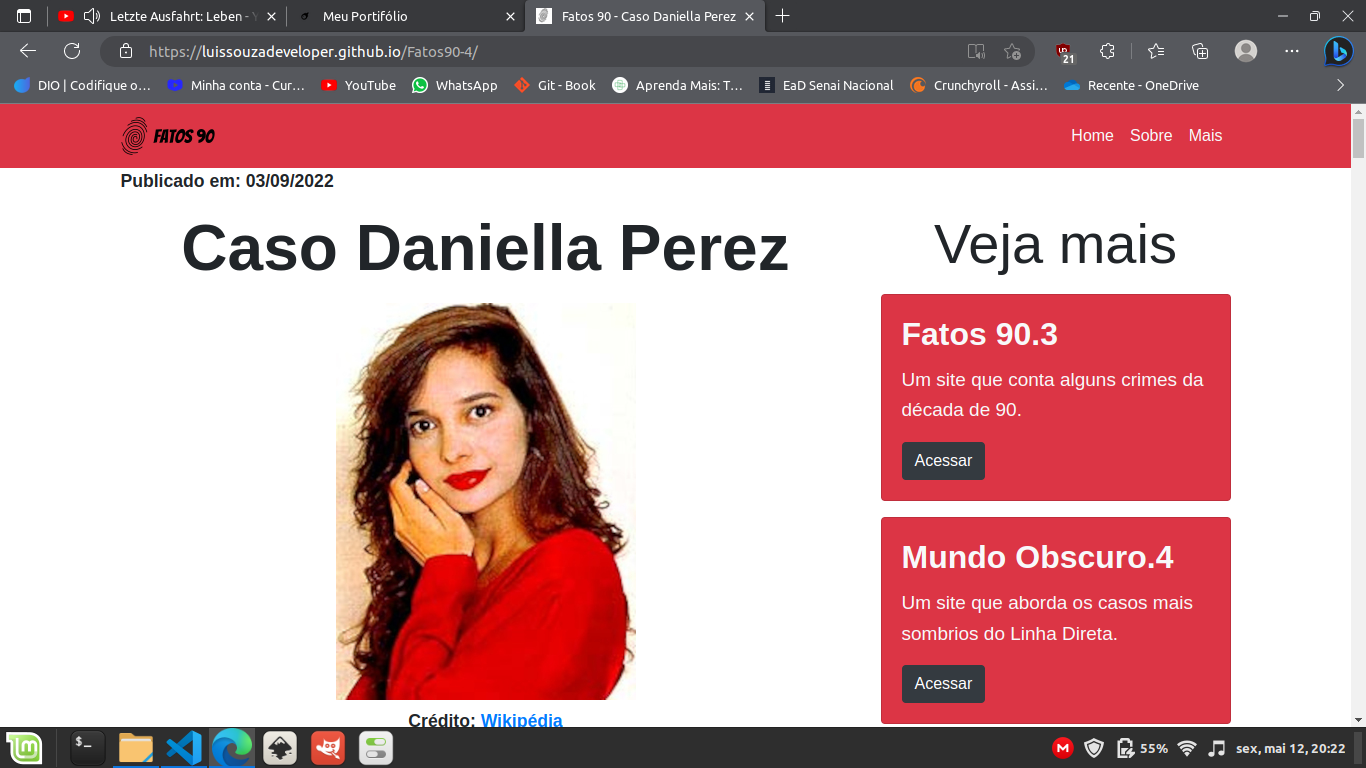 Letzte Ausfahrt: Leben - Y
Meu Portifólio
Fatos 90 - Caso Daniella Perez
https://luissouzadeveloper.github.io/Fatos90-4/
21
DIO | Codifique o…
Minha conta - Cur…
YouTube
WhatsApp
Git - Book
Aprenda Mais: T…
EaD Senai Nacional
Crunchyroll - Assi…
Recente - OneDrive
FATOS 90
Home
Sobre
Mais
Publicado em: 03/09/2022
Caso Daniella Perez
Crédito: Wikipédia
Veja mais
Fatos 90.3
Um site que conta alguns crimes da
década de 90.
Acessar
Mundo Obscuro.4
Um site que aborda os casos mais
sombrios do Linha Direta.
Acessar
55%
sex, mai 12, 20:22